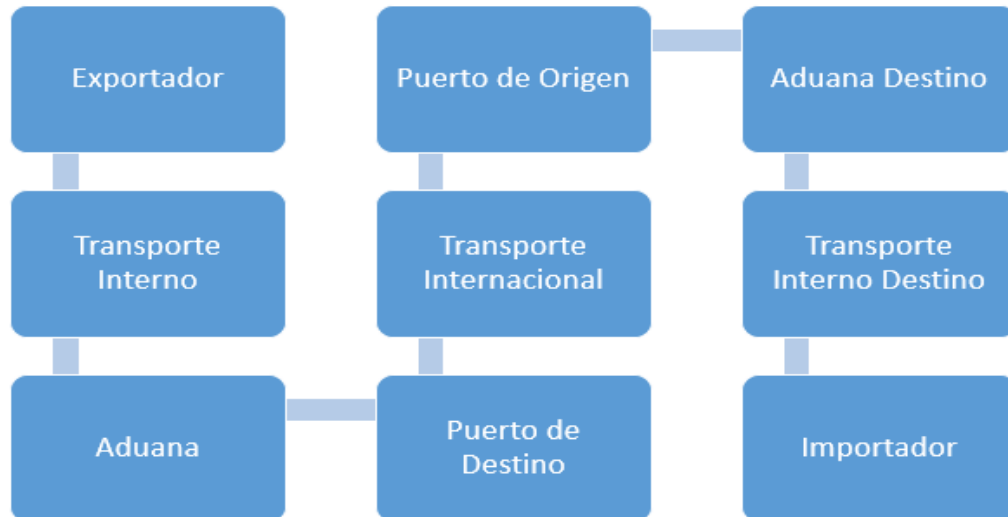 Exportador
Transporte
Interno
Aduana
Puerto de
Destino
Transporte
Internacional
Puerto de Origen
Aduana Destino
Transporte
Interno Destino
Importador